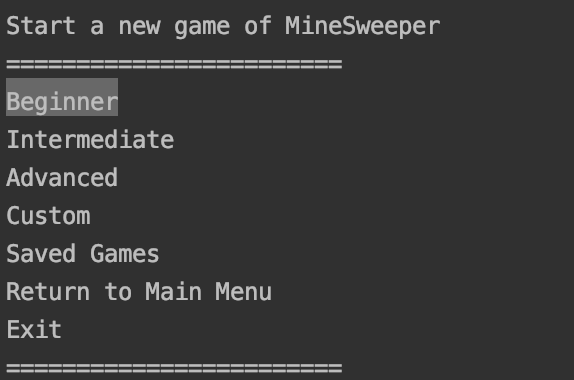 Start a new game of MineSweeper
========================
Beginner
Intermediate
Advanced
Custom
Saved Games
Return to Main Menu
Exit
========================